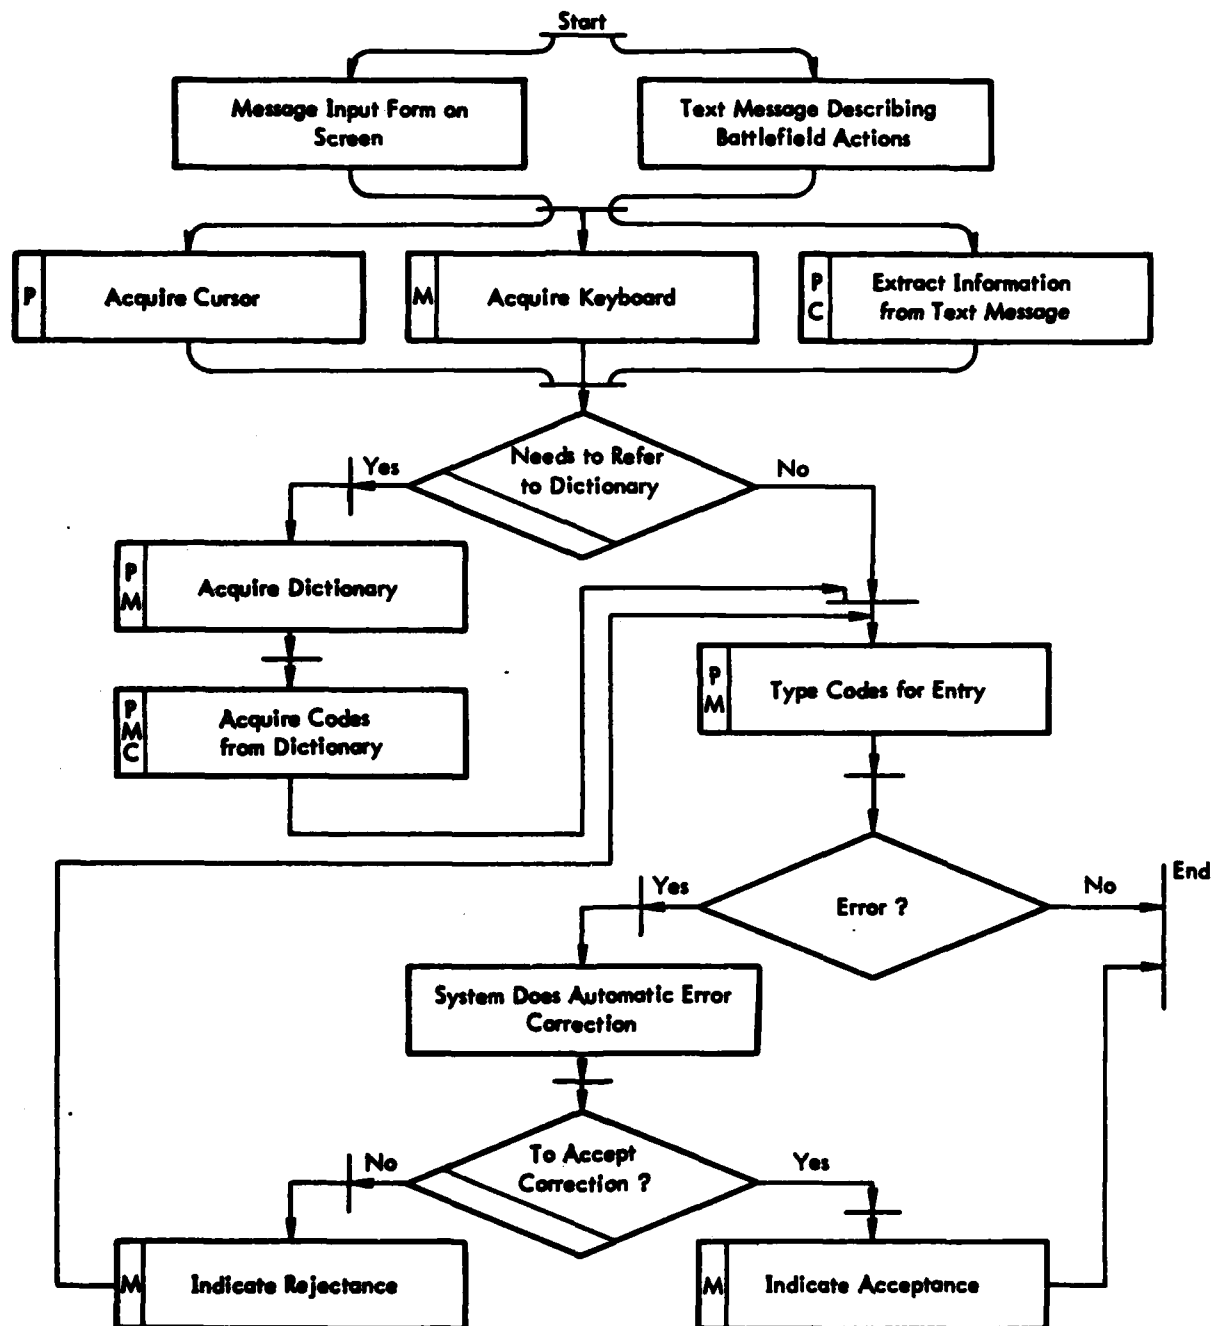 Start
Message Input Form on
Screen
Text Message Describing
Battlefield Actions
P
Acquire Cursor
M
Acquire Keyboard
P
C
Extract Information
from Text Message
Needs to Refer
to Dictionary
Yes
No
P
M
Acquire Dictionary
P
M
C
Acquire Codes
from Dictionary
P
M
Type Codes for Entry
Error ?
Yes
No
End
System Does Automatic Error
Correction
To Accept
Correction ?
No
Yes
M
Indicate Rejectance
M
Indicate Acceptance